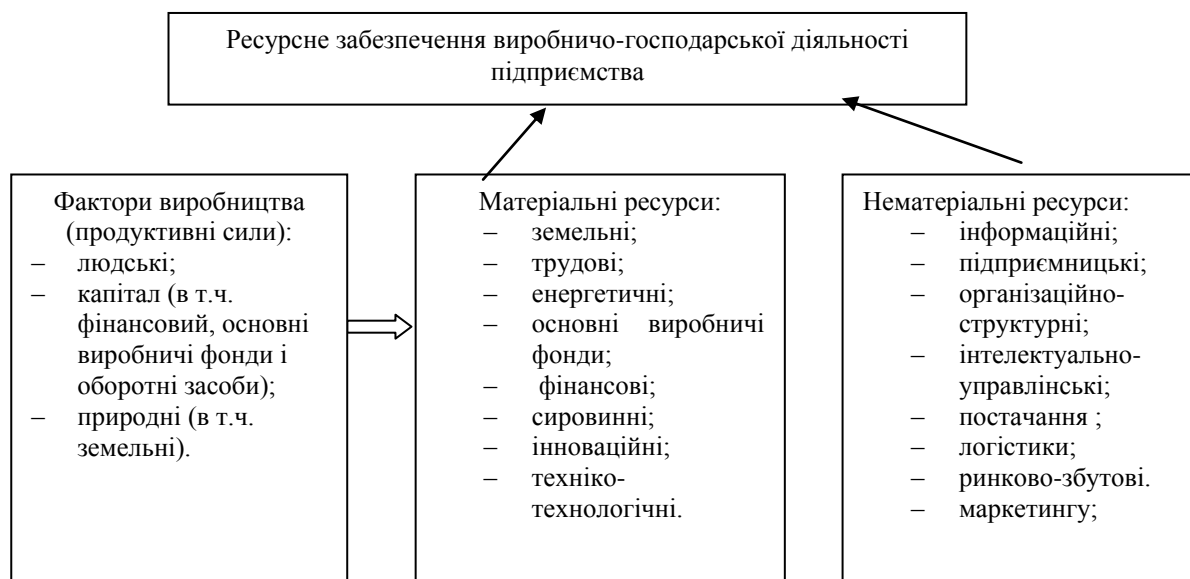 Ресурсне забезпечення виробничо-господарської діяльності
підприємства
Фактори виробництва
(продуктивні сили):
– людські;
– капітал (в т.ч.
фінансовий, основні
виробничі фонди і
оборотні засоби);
– природні (в т.ч.
земельні).
Матеріальні ресурси:
– земельні;
– трудові;
– енергетичні;
– основні виробничі
фонди;
– фінансові;
– сировинні;
– інноваційні;
– техніко-
технологічні.
Нематеріальні ресурси:
– інформаційні;
– підприємницькі;
– організаційно-
структурні;
– інтелектуально-
управлінські;
– постачання ;
– логістики;
– ринково-збутові.
– маркетингу;